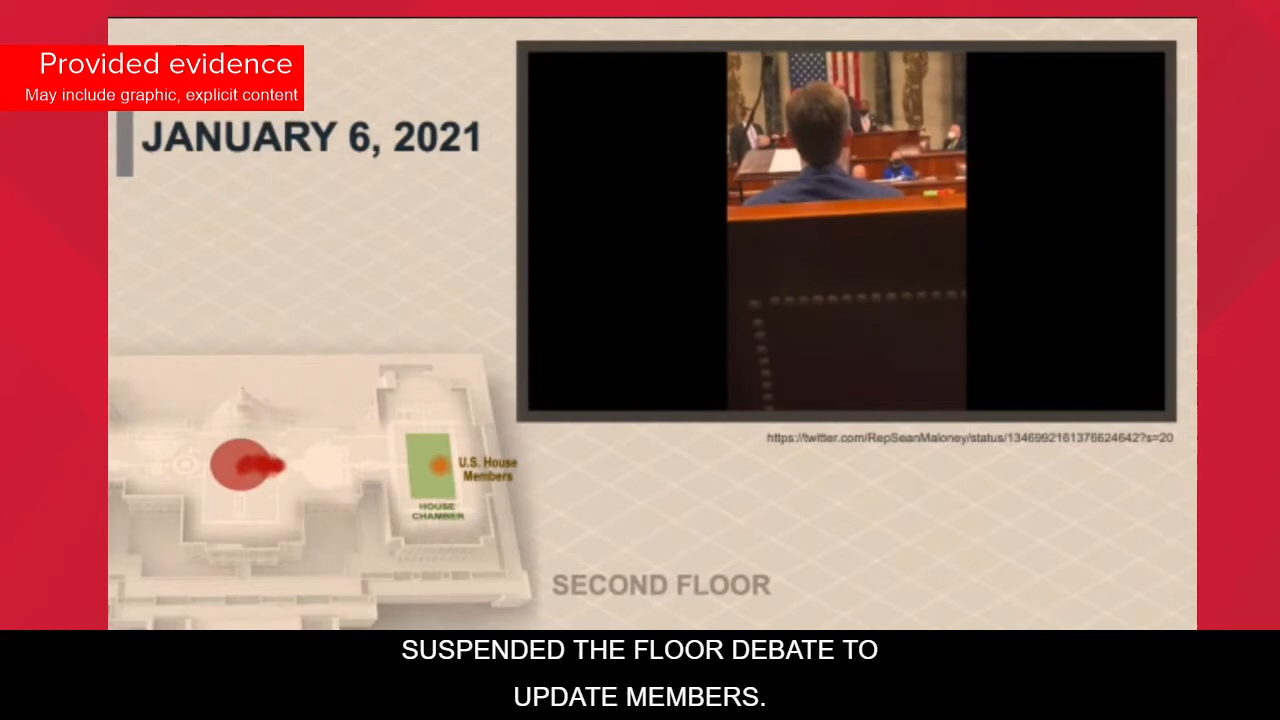 Provided evidence
May include graphic, explicit content
JANUARY 6, 2021
https://twitter.com/RepSeanMaloney/status/1346992161376624642?s=20
U.S. House
Members
HOUSE
CHAMBER
SECOND FLOOR
SUSPENDED THE FLOOR DEBATE TO
UPDATE MEMBERS.